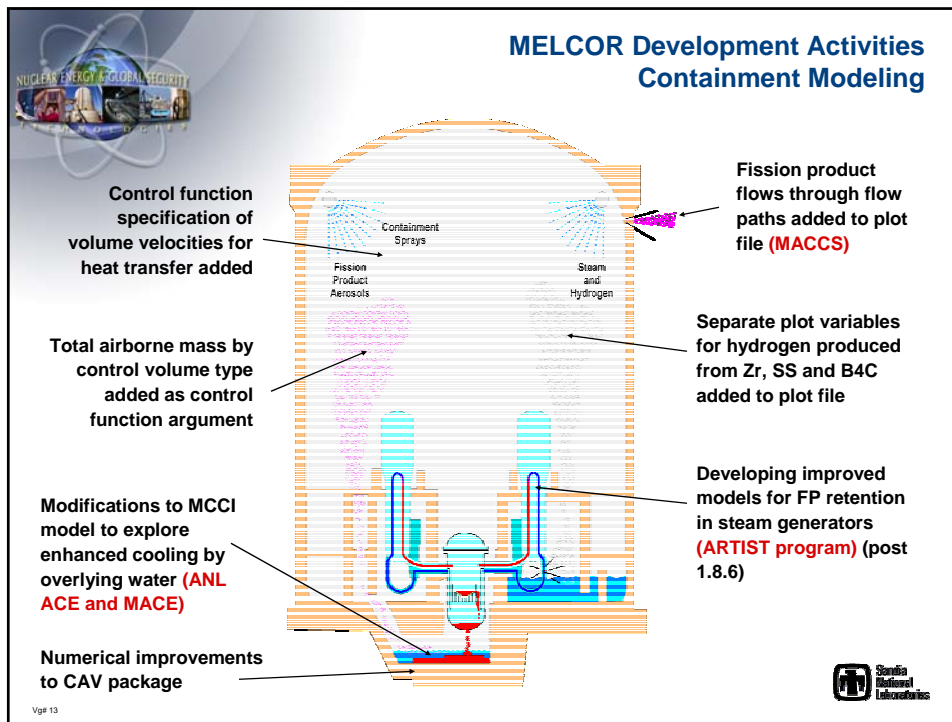 NUCLEAR ENERGY & GLOBAL SECURITY
TECHNOLOGIES
MELCOR Development Activities
Containment Modeling
Control function
specification of
volume velocities for
heat transfer added
Total airborne mass by
control volume type
added as control
function argument
Modifications to MCCI
model to explore
enhanced cooling by
overlying water (ANL
ACE and MACE)
Numerical improvements
to CAV package
Containment
Sprays
Fission
Product
Aerosols
Steam
and
Hydrogen
Fission product
flows through flow
paths added to plot
file (MACCS)
Separate plot variables
for hydrogen produced
from Zr, SS and B4C
added to plot file
Developing improved
models for FP retention
in steam generators
(ARTIST program) (post
1.8.6)
Vg# 13
Sandia
National
Laboratories